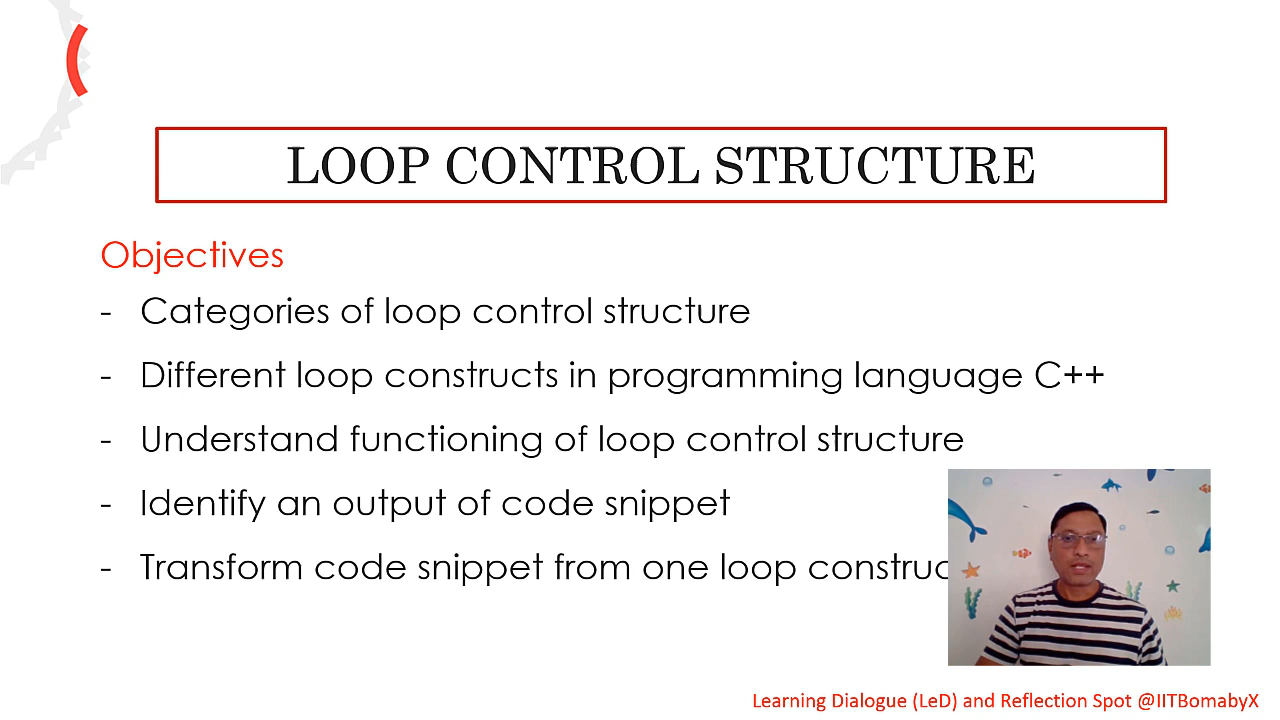 LOOP CONTROL STRUCTURE
Objectives
- Categories of loop control structure
- Different loop constructs in programming language C++
- Understand functioning of loop control structure
- Identify an output of code snippet
- Transform code snippet from one loop construc
Learning Dialogue (LeD) and Reflection Spot @IITBomabyX